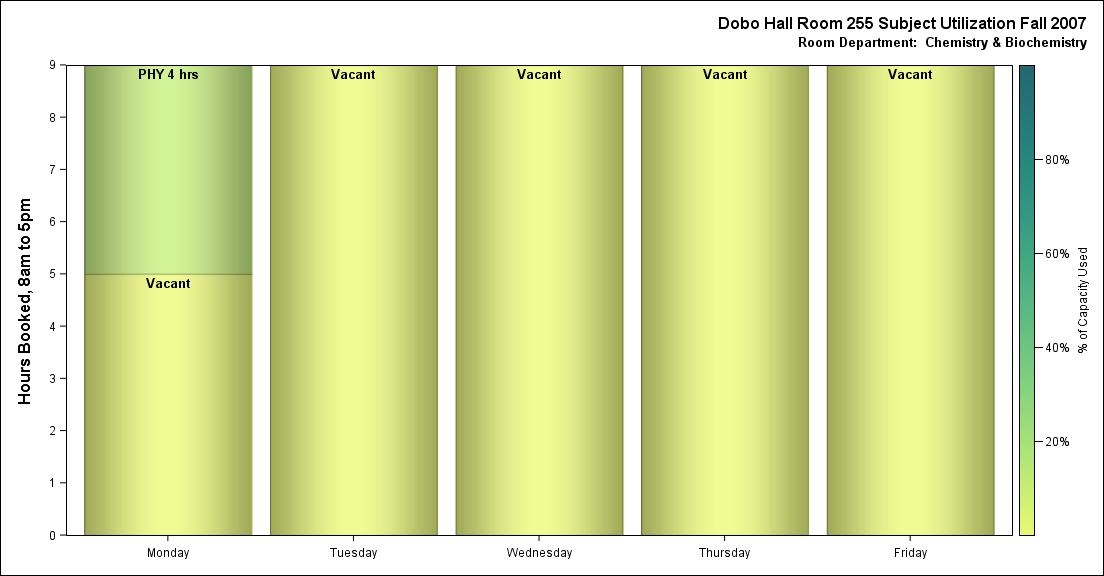 Dobo Hall Room 255 Subject Utilization Fall 2007
Room Department:  Chemistry & Biochemistry
Hours Booked, 8am to 5pm
9
8
7
6
5
4
3
2
1
0
PHY 4 hrs
Vacant
Vacant
Vacant
Vacant
Vacant
Monday
Tuesday
Wednesday
Thursday
Friday
80%
60%
40%
20%
% of Capacity Used